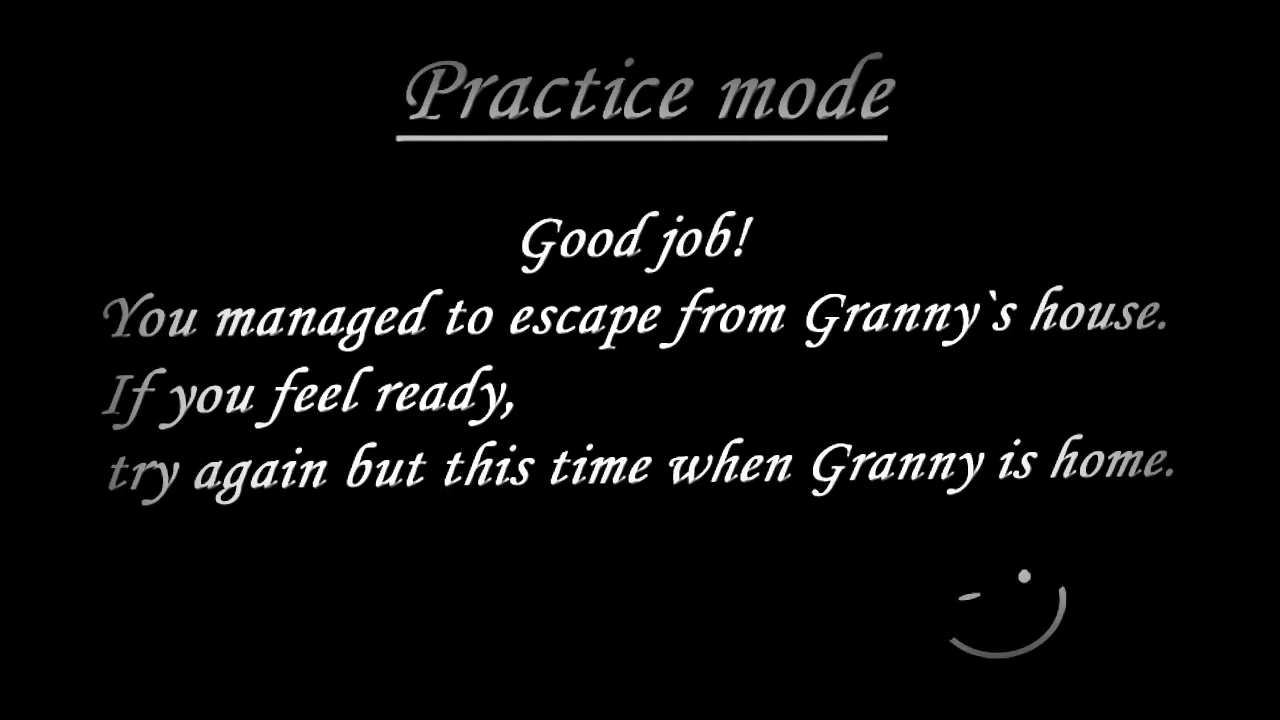 Practice mode
Good job!
You managed to escape from Granny`s house.
If you feel ready,
try again but this time when Granny is home.